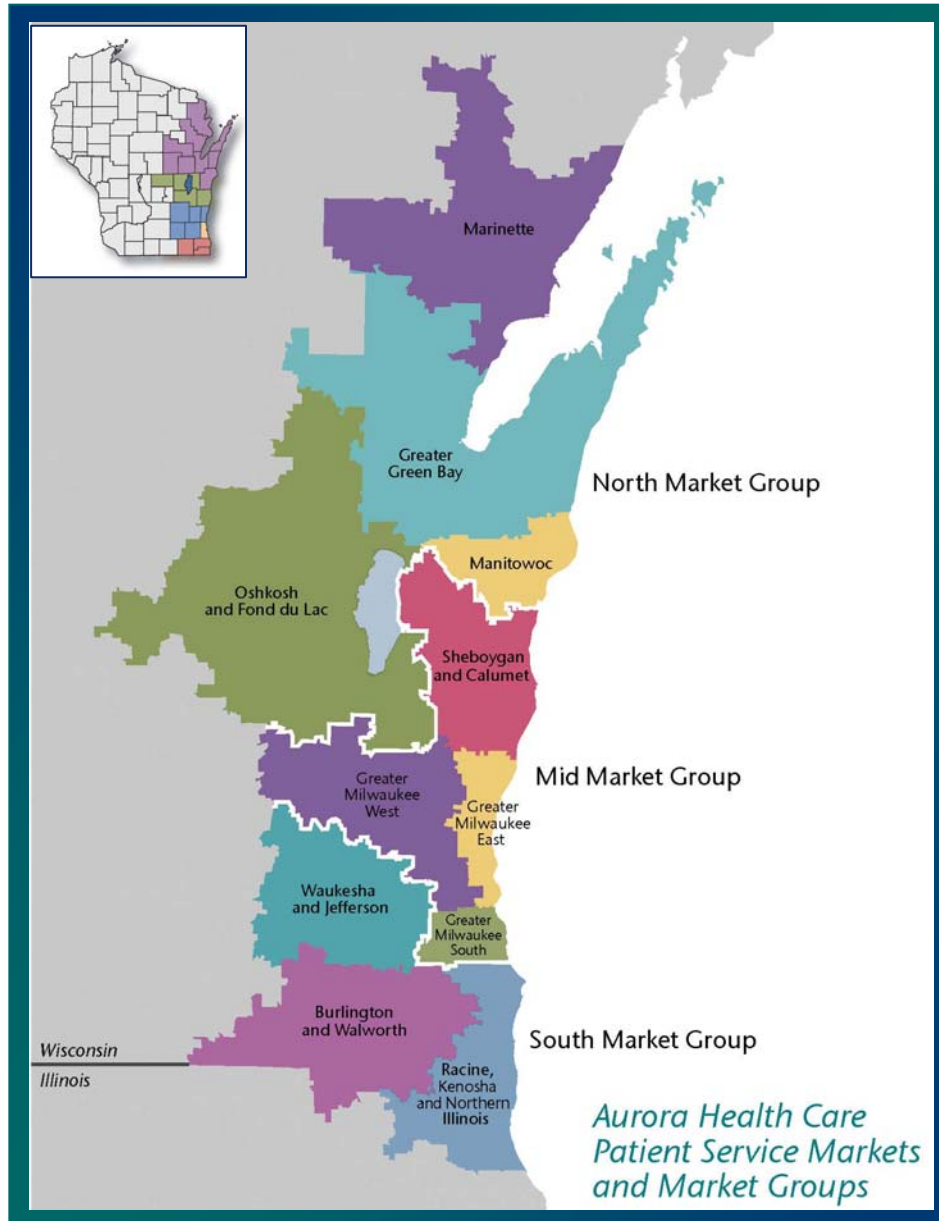 Marinette
Greater
Green Bay
North Market Group
Manitowoc
Oshkosh
and Fond du Lac
Sheboygan
and Calumet
Mid Market Group
Greater
Milwaukee
West
Greater
Milwaukee
East
Waukesha
and Jefferson
Greater
Milwaukee
South
Burlington
and Walworth
South Market Group
Wisconsin
Illinois
Racine,
Kenosha
and Northern
Illinois
Aurora Health Care
Patient Service Markets
and Market Groups